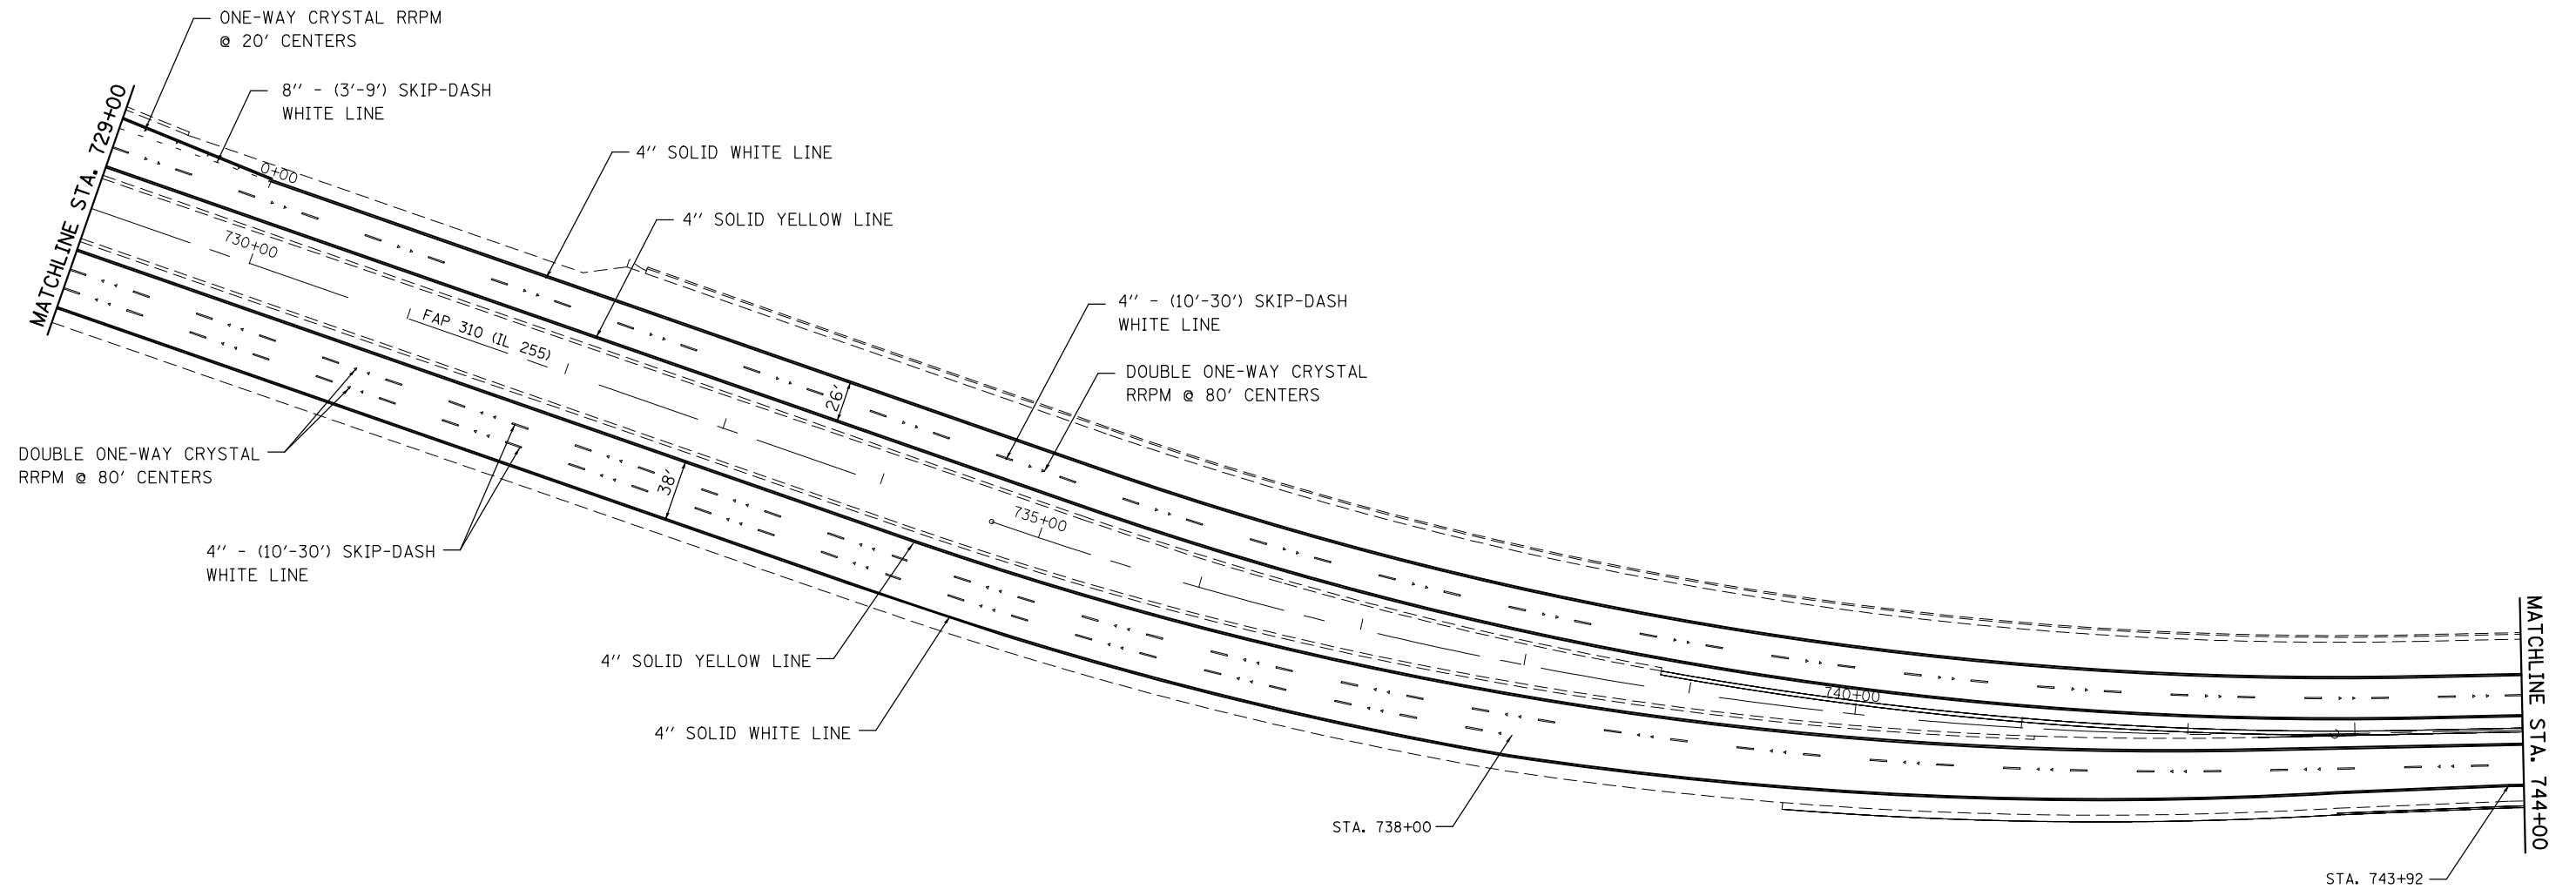 ONE-WAY CRYSTAL RRPM
@ 20' CENTERS
8" - (3'-9') SKIP-DASH
WHITE LINE
MATCHLINE STA. 729+00
0+00
4" SOLID WHITE LINE
4" SOLID YELLOW LINE
730+00
FAP 310 (IL 255)
4" - (10'-30') SKIP-DASH
WHITE LINE
26'
DOUBLE ONE-WAY CRYSTAL
RRPM @ 80' CENTERS
DOUBLE ONE-WAY CRYSTAL
RRPM @ 80' CENTERS
38'
735+00
4" - (10'-30') SKIP-DASH
WHITE LINE
4" SOLID YELLOW LINE
4" SOLID WHITE LINE
740+00
MATCHLINE STA. 744+00
STA. 738+00
STA. 743+92